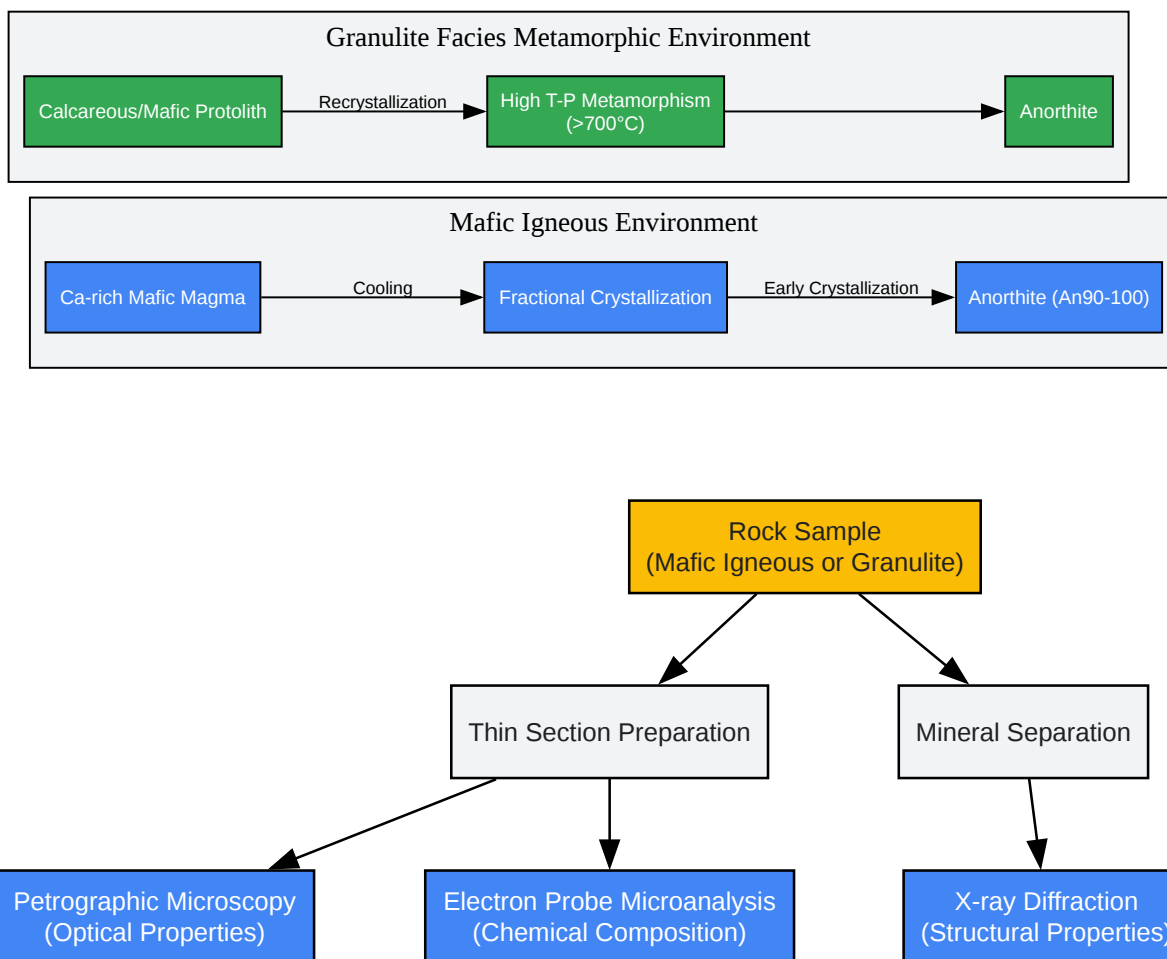 Granulite Facies Metamorphic Environment
Calcareous/Mafic Protolith
Recrystallization
High T-P Metamorphism
(>700°C)
Anorthite
Mafic Igneous Environment
Ca-rich Mafic Magma
Cooling
Fractional Crystallization
Early Crystallization
Anorthite (An90-100)
Rock Sample
(Mafic Igneous or Granulite)
Thin Section Preparation
Mineral Separation
Petrographic Microscopy
(Optical Properties)
Electron Probe Microanalysis
(Chemical Composition)
X-ray Diffraction
(Structural Properties)